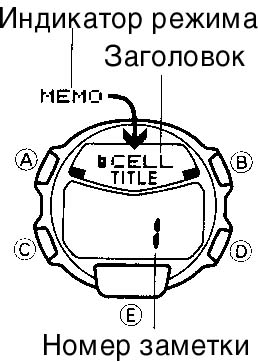 Индикатор режима
Заголовок
MEMO
A
B
CELL
TITLE
1
C
D
E
Номер заметки